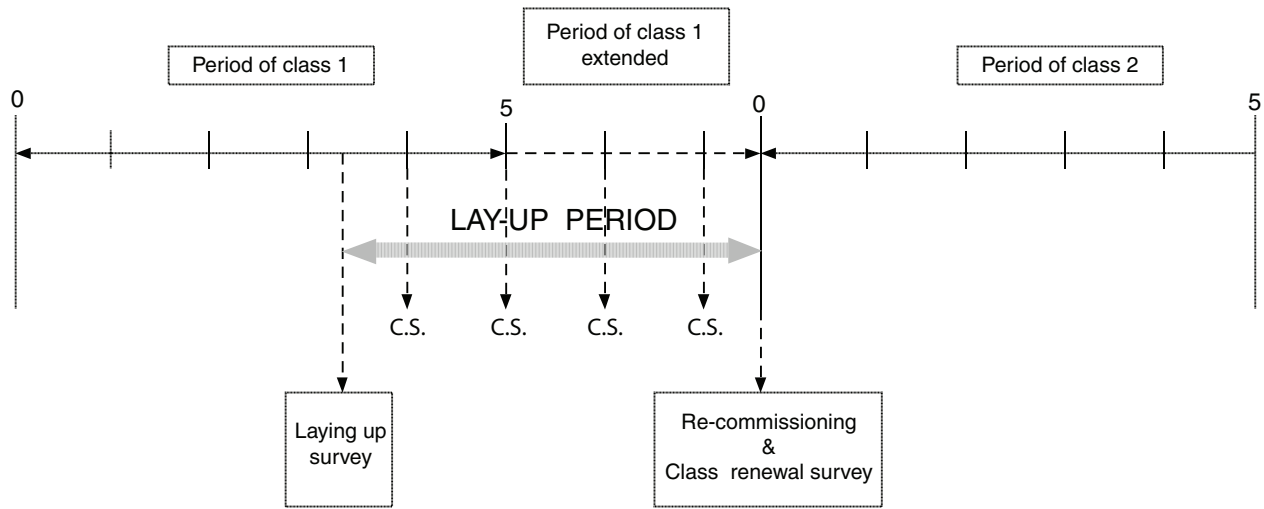 Period of class 1
Period of class 1
extended
Period of class 2
0
5
0
5
LAY-UP PERIOD
C.S.
C.S.
C.S.
C.S.
Laying up
survey
Re-commissioning
&
Class renewal survey